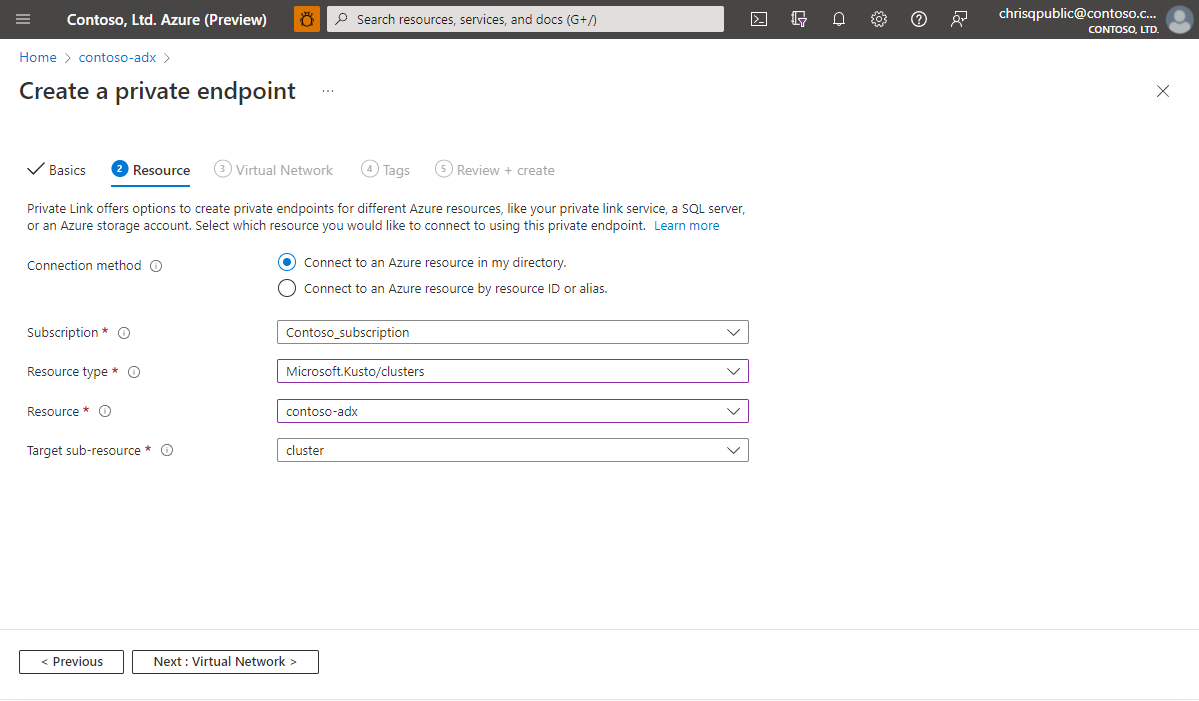 Contoso, Ltd. Azure (Preview)
Search resources, services, and docs (G+/)
chrisqpublic@contoso.c...
CONTOSO, LTD.
Home > contoso-adx >
Create a private endpoint ...
Basics
2 Resource
3 Virtual Network
4 Tags
5 Review + create
Private Link offers options to create private endpoints for different Azure resources, like your private link service, a SQL server,
or an Azure storage account. Select which resource you would like to connect to using this private endpoint. Learn more
Connection method
Connect to an Azure resource in my directory.
Connect to an Azure resource by resource ID or alias.
Subscription *
Contoso_subscription
Resource type *
Microsoft.Kusto/clusters
Resource *
contoso-adx
Target sub-resource *
cluster
< Previous
Next : Virtual Network >